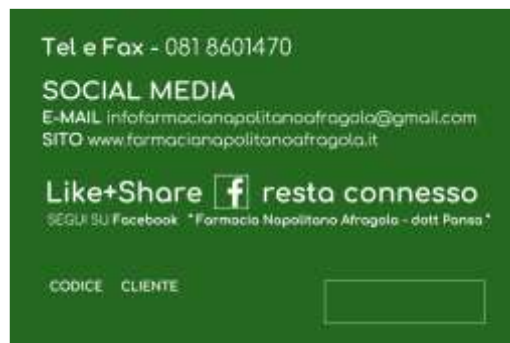 Tel e Fax - 081 8601470
SOCIAL MEDIA
E-MAIL infofarmacianapolitanoafragola@gmail.com
SITO www.farmacianapolitanoafragola.it
Like+Share f resta connesso
SEGUI SU Facebook "Farmacia Napolitano Afragola - dott Pansa"
CODICE CLIENTE